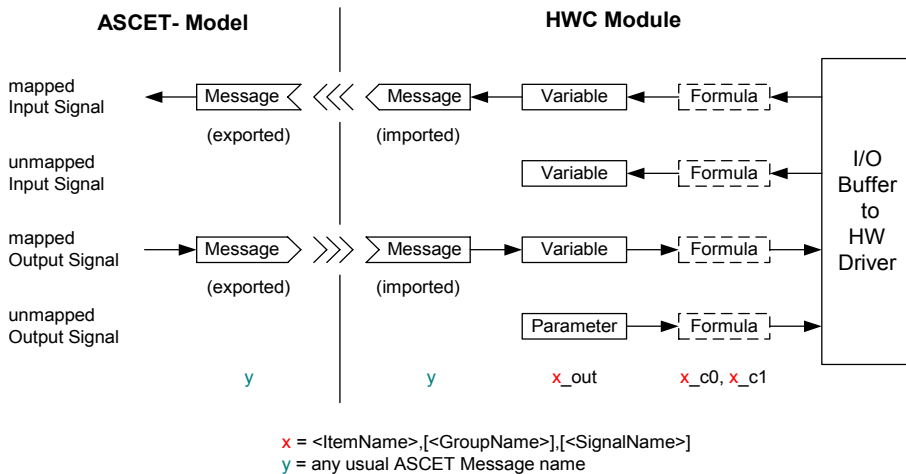 ASCET- Model
HWC Module
mapped
Input Signal
Message
(exported)
Message
(imported)
Variable
Formula
unmapped
Input Signal
Variable
Formula
I/O
Buffer
to
HW
Driver
mapped
Output Signal
Message
(exported)
Message
(imported)
Variable
Formula
unmapped
Output Signal
Parameter
Formula
y
y
x_out
x_c0, x_c1
x = <ItemName>,[<GroupName>],[<SignalName>]
y = any usual ASCET Message name